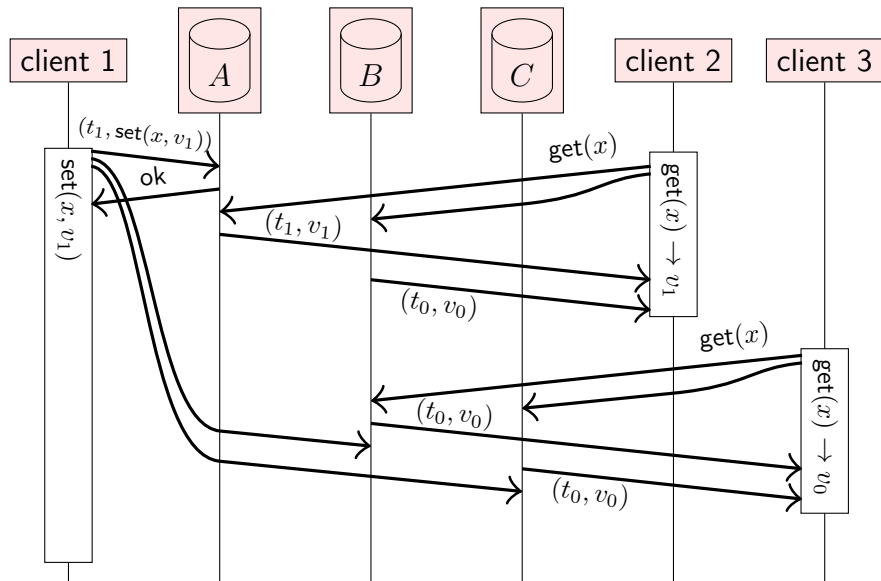 client 1
A
B
C
client 2
client 3
(t₁, set(x, v₁))
ok
set(x, v₁)
get(x)
(t₁, v₁)
(t₀, v₀)
get(x) → v₁
get(x)
(t₀, v₀)
(t₀, v₀)
get(x) → v₀